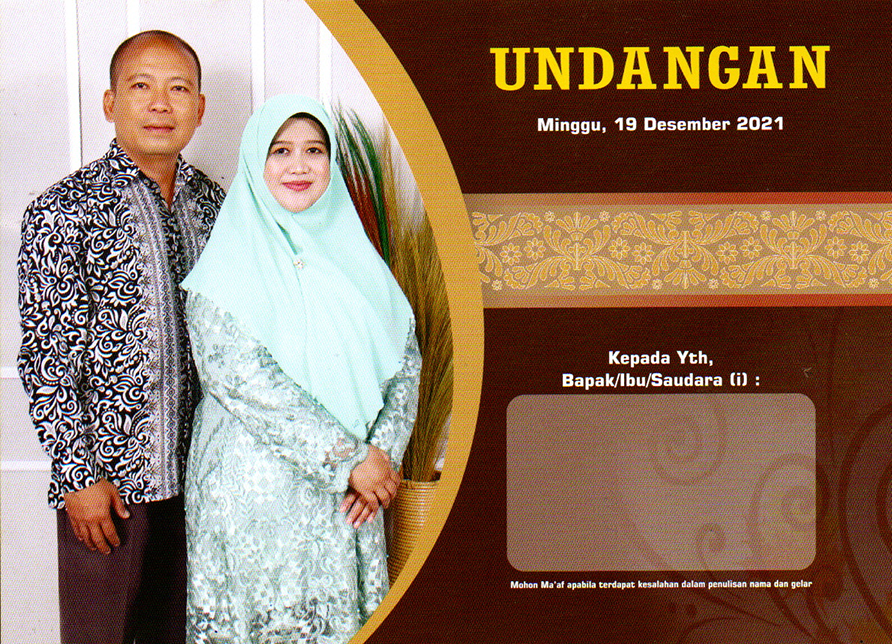 UNDANGAN
Minggu, 19 Desember 2021
Kepada Yth,
Bapak/Ibu/Saudara (i) :
Mohon Ma'af apabila terdapat kesalahan dalam penulisan nama dan gelar